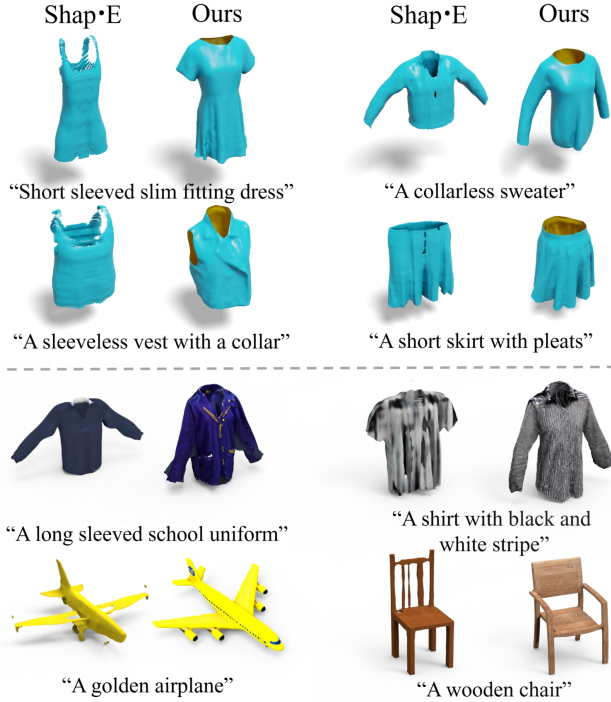 Shap•E
Ours
Shap•E
Ours
“Short sleeved slim fitting dress”
“A collarless sweater”
“A sleeveless vest with a collar”
“A short skirt with pleats”
“A long sleeved school uniform”
“A shirt with black and
white stripe”
“A golden airplane”
“A wooden chair”